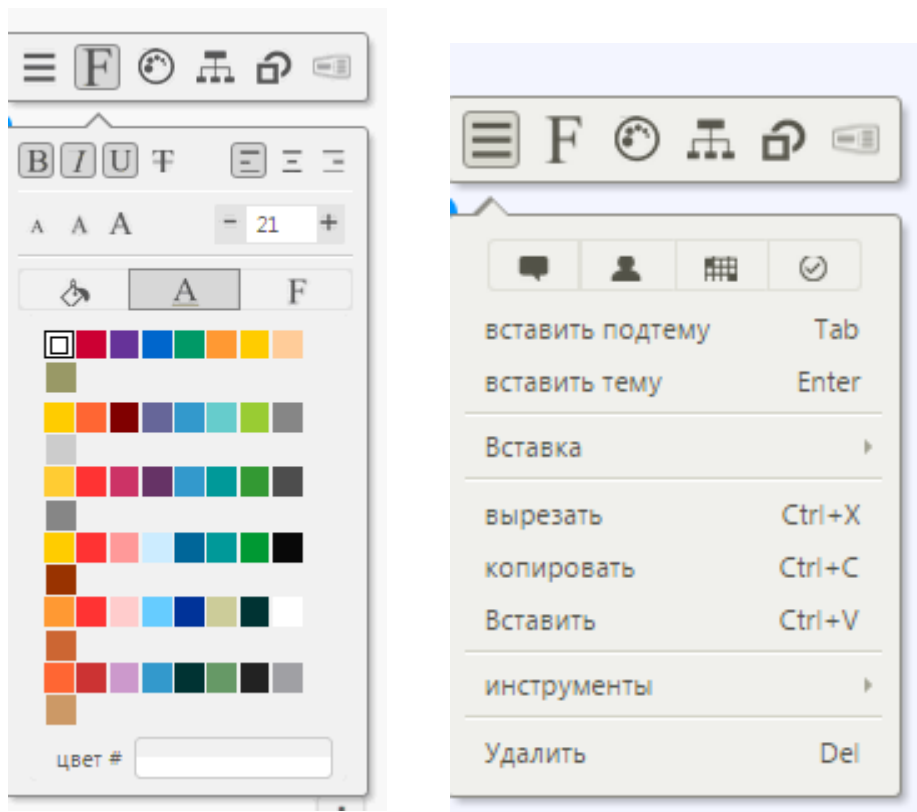 F
B I U T
A A A - 21 +
A F
цвет #
F
вставить подтему Tab
вставить тему Enter
Вставка
вырезать Ctrl+X
копировать Ctrl+C
Вставить Ctrl+V
инструменты
Удалить Del